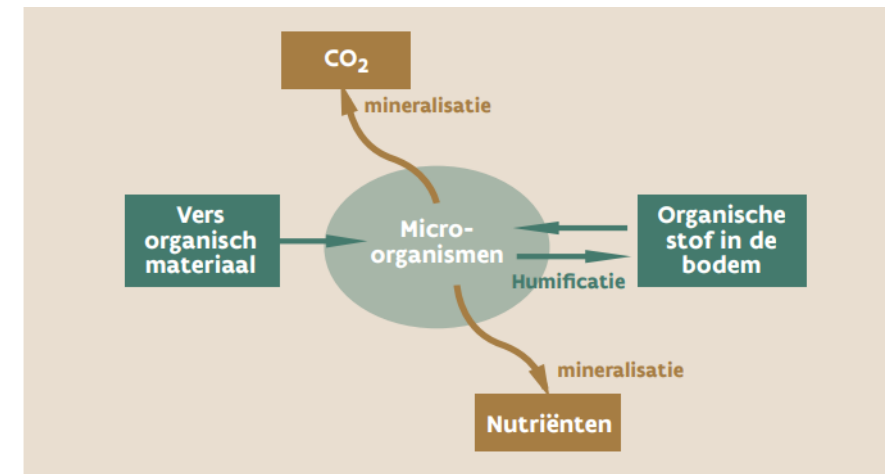 CO₂
mineralisatie
Vers
organisch
materiaal
Micro-
organismen
Organische
stof in de
bodem
Humificatie
mineralisatie
Nutriënten